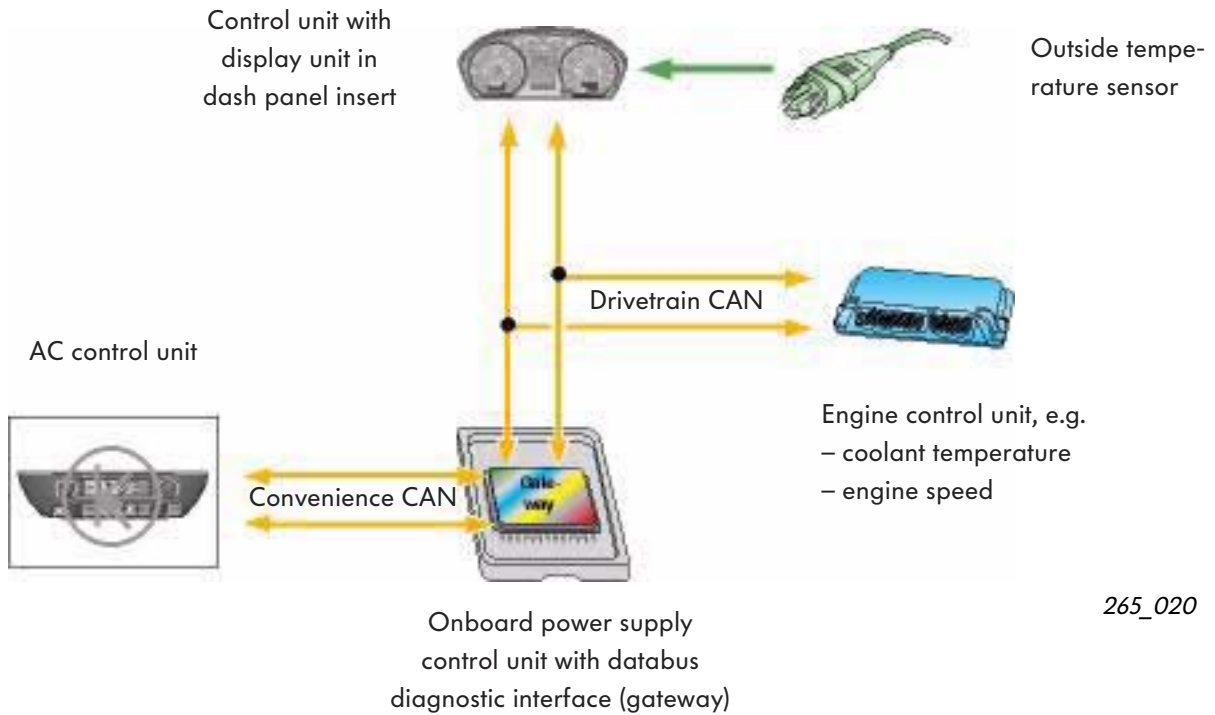 Control unit with
display unit in
dash panel insert
Outside tempe-
rature sensor
Drivetrain CAN
AC control unit
Engine control unit, e.g.
– coolant temperature
– engine speed
Convenience CAN
Gate-
way
Onboard power supply
control unit with databus
diagnostic interface (gateway)
265_020